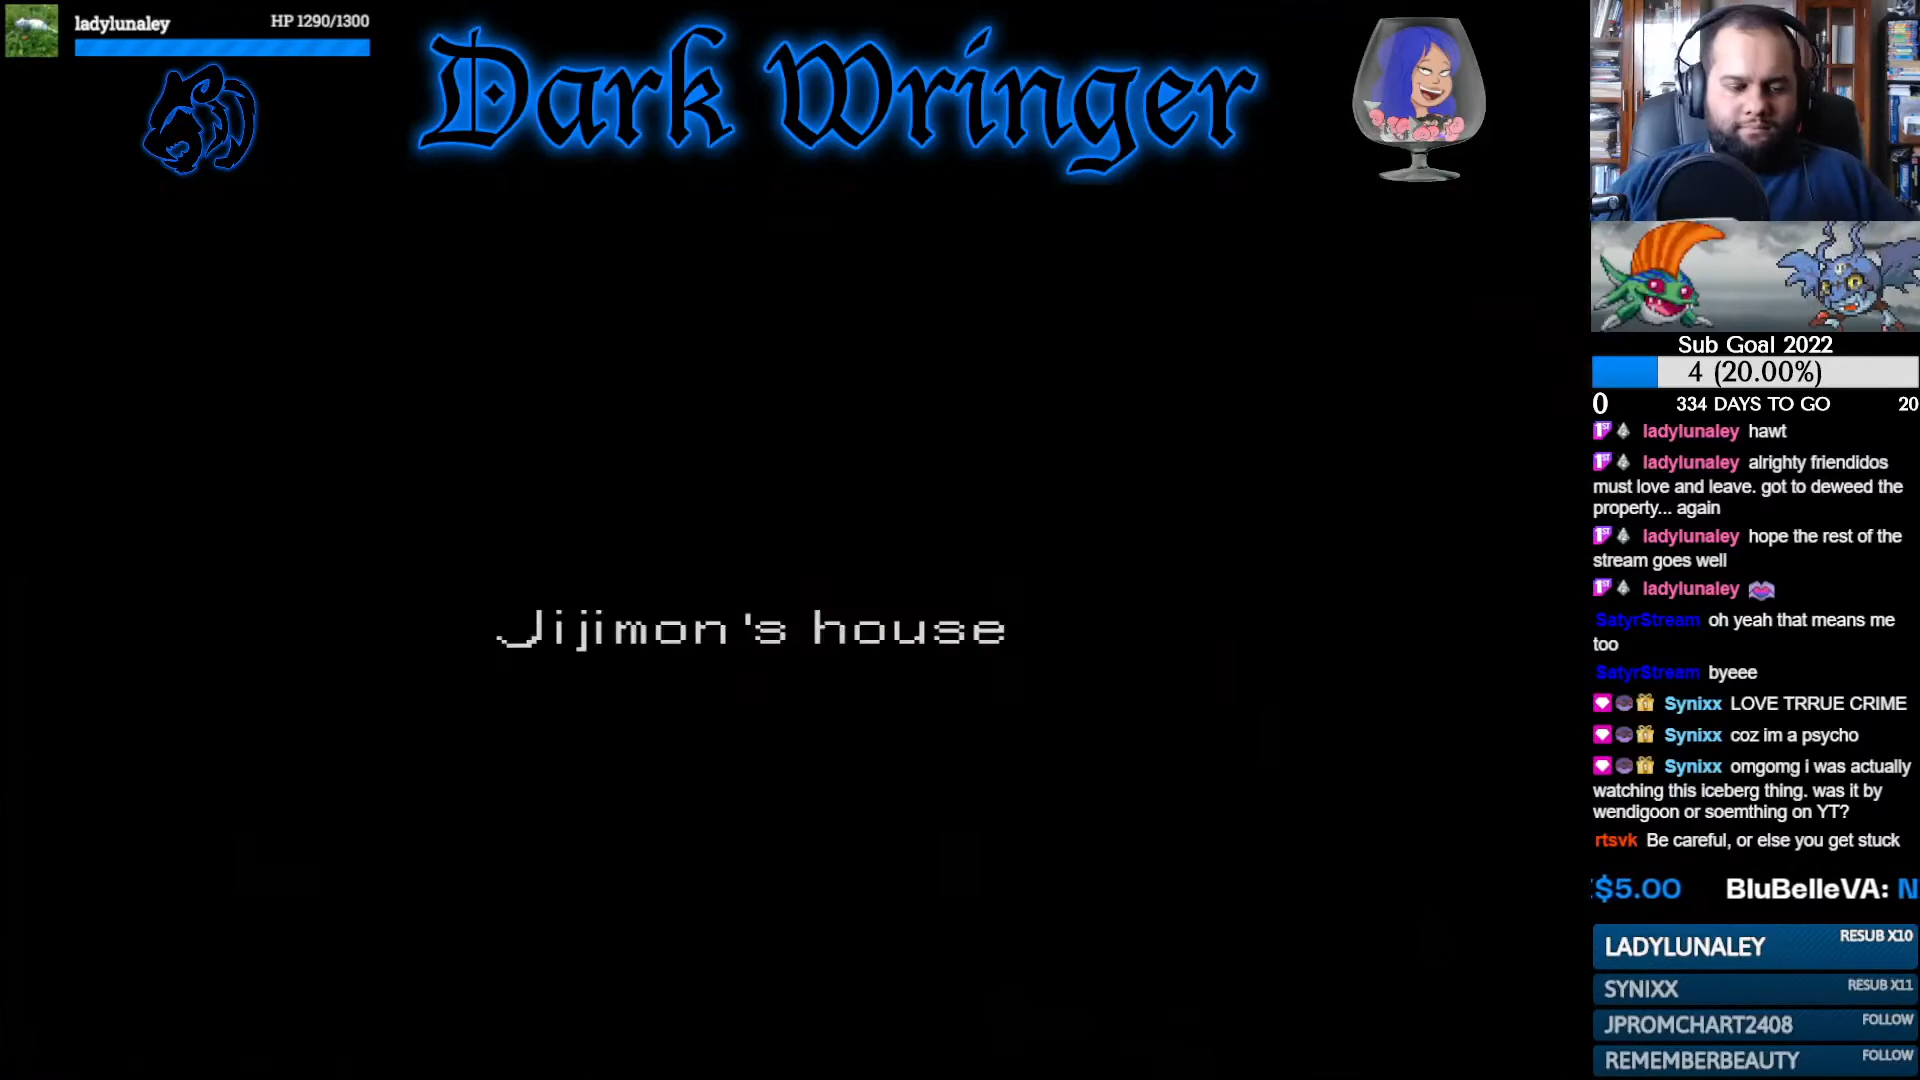 ladylunaley HP 1290/1300
Dark Wringer
Jijimon's house
Sub Goal 2022
4 (20.00%)
0 334 DAYS TO GO 20
ladylunaley hawt
ladylunaley alrighty friendidos
must love and leave. got to deweed the
property... again
ladylunaley hope the rest of the
stream goes well
ladylunaley
SatyrStream oh yeah that means me
too
SatyrStream byeee
Synixx LOVE TRRUE CRIME
Synixx coz im a psycho
Synixx omgomg i was actually
watching this iceberg thing. was it by
wendigoon or soemthing on YT?
rtsvk Be careful, or else you get stuck
$5.00 BluBelleVA: N
LADYLUNALEY RESUB X10
SYNIXX RESUB X11
JPROMCHART2408 FOLLOW
REMEMBERBEAUTY FOLLOW